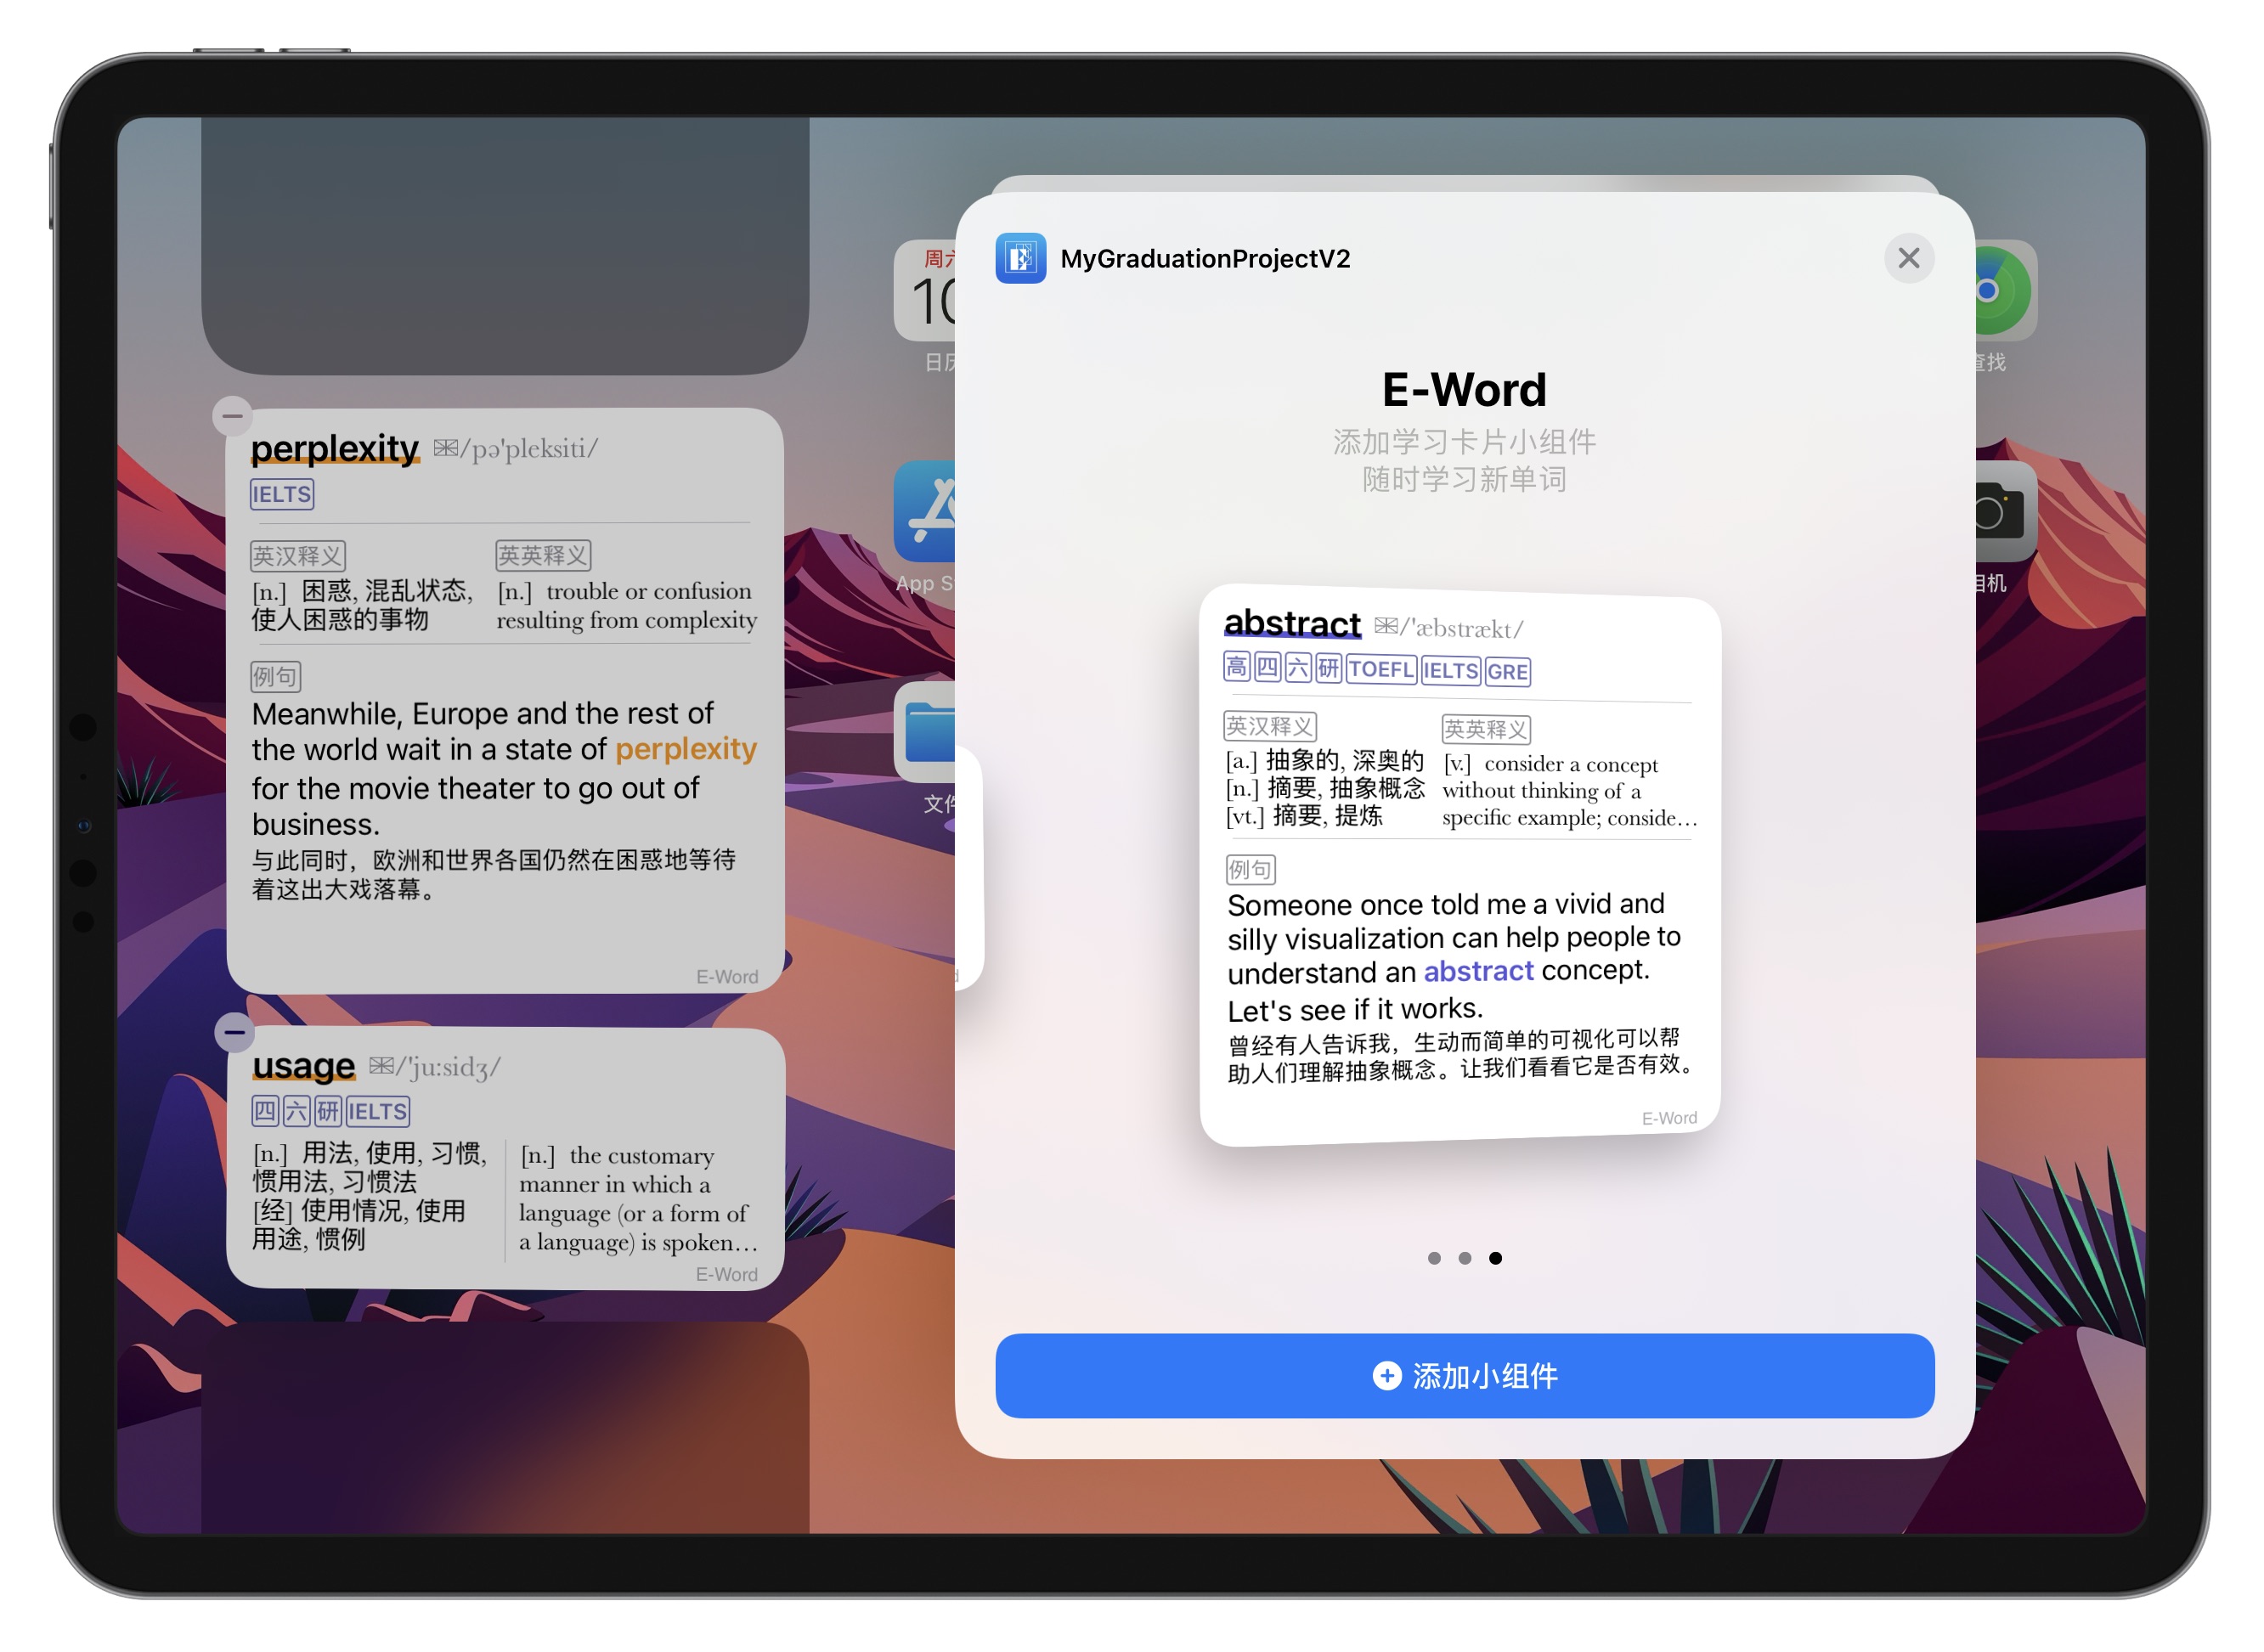 perplexity /pə'pleksiti/
IELTS
英汉释义
[n.] 困惑, 混乱状态,
使人困惑的事物
英英释义
[n.] trouble or confusion
resulting from complexity
例句
Meanwhile, Europe and the rest of
the world wait in a state of perplexity
for the movie theater to go out of
business.
与此同时，欧洲和世界各国仍然在困惑地等待
着这出大戏落幕。
E-Word
usage /'ju:sidʒ/
四 六 研 IELTS
[n.] 用法, 使用, 习惯,
惯用法, 习惯法
[经] 使用情况, 使用
用途, 惯例
[n.] the customary
manner in which a
language (or a form of
a language) is spoken…
E-Word
周六
10
日历
App S
文件
MyGraduationProjectV2
E-Word
添加学习卡片小组件
随时学习新单词
abstract /'æbstrækt/
高 四 六 研 TOEFL IELTS GRE
英汉释义
[a.] 抽象的, 深奥的
[n.] 摘要, 抽象概念
[vt.] 摘要, 提炼
英英释义
[v.] consider a concept
without thinking of a
specific example; conside…
例句
Someone once told me a vivid and
silly visualization can help people to
understand an abstract concept.
Let's see if it works.
曾经有人告诉我，生动而简单的可视化可以帮
助人们理解抽象概念。让我们看看它是否有效。
E-Word
添加小组件
查找
相机